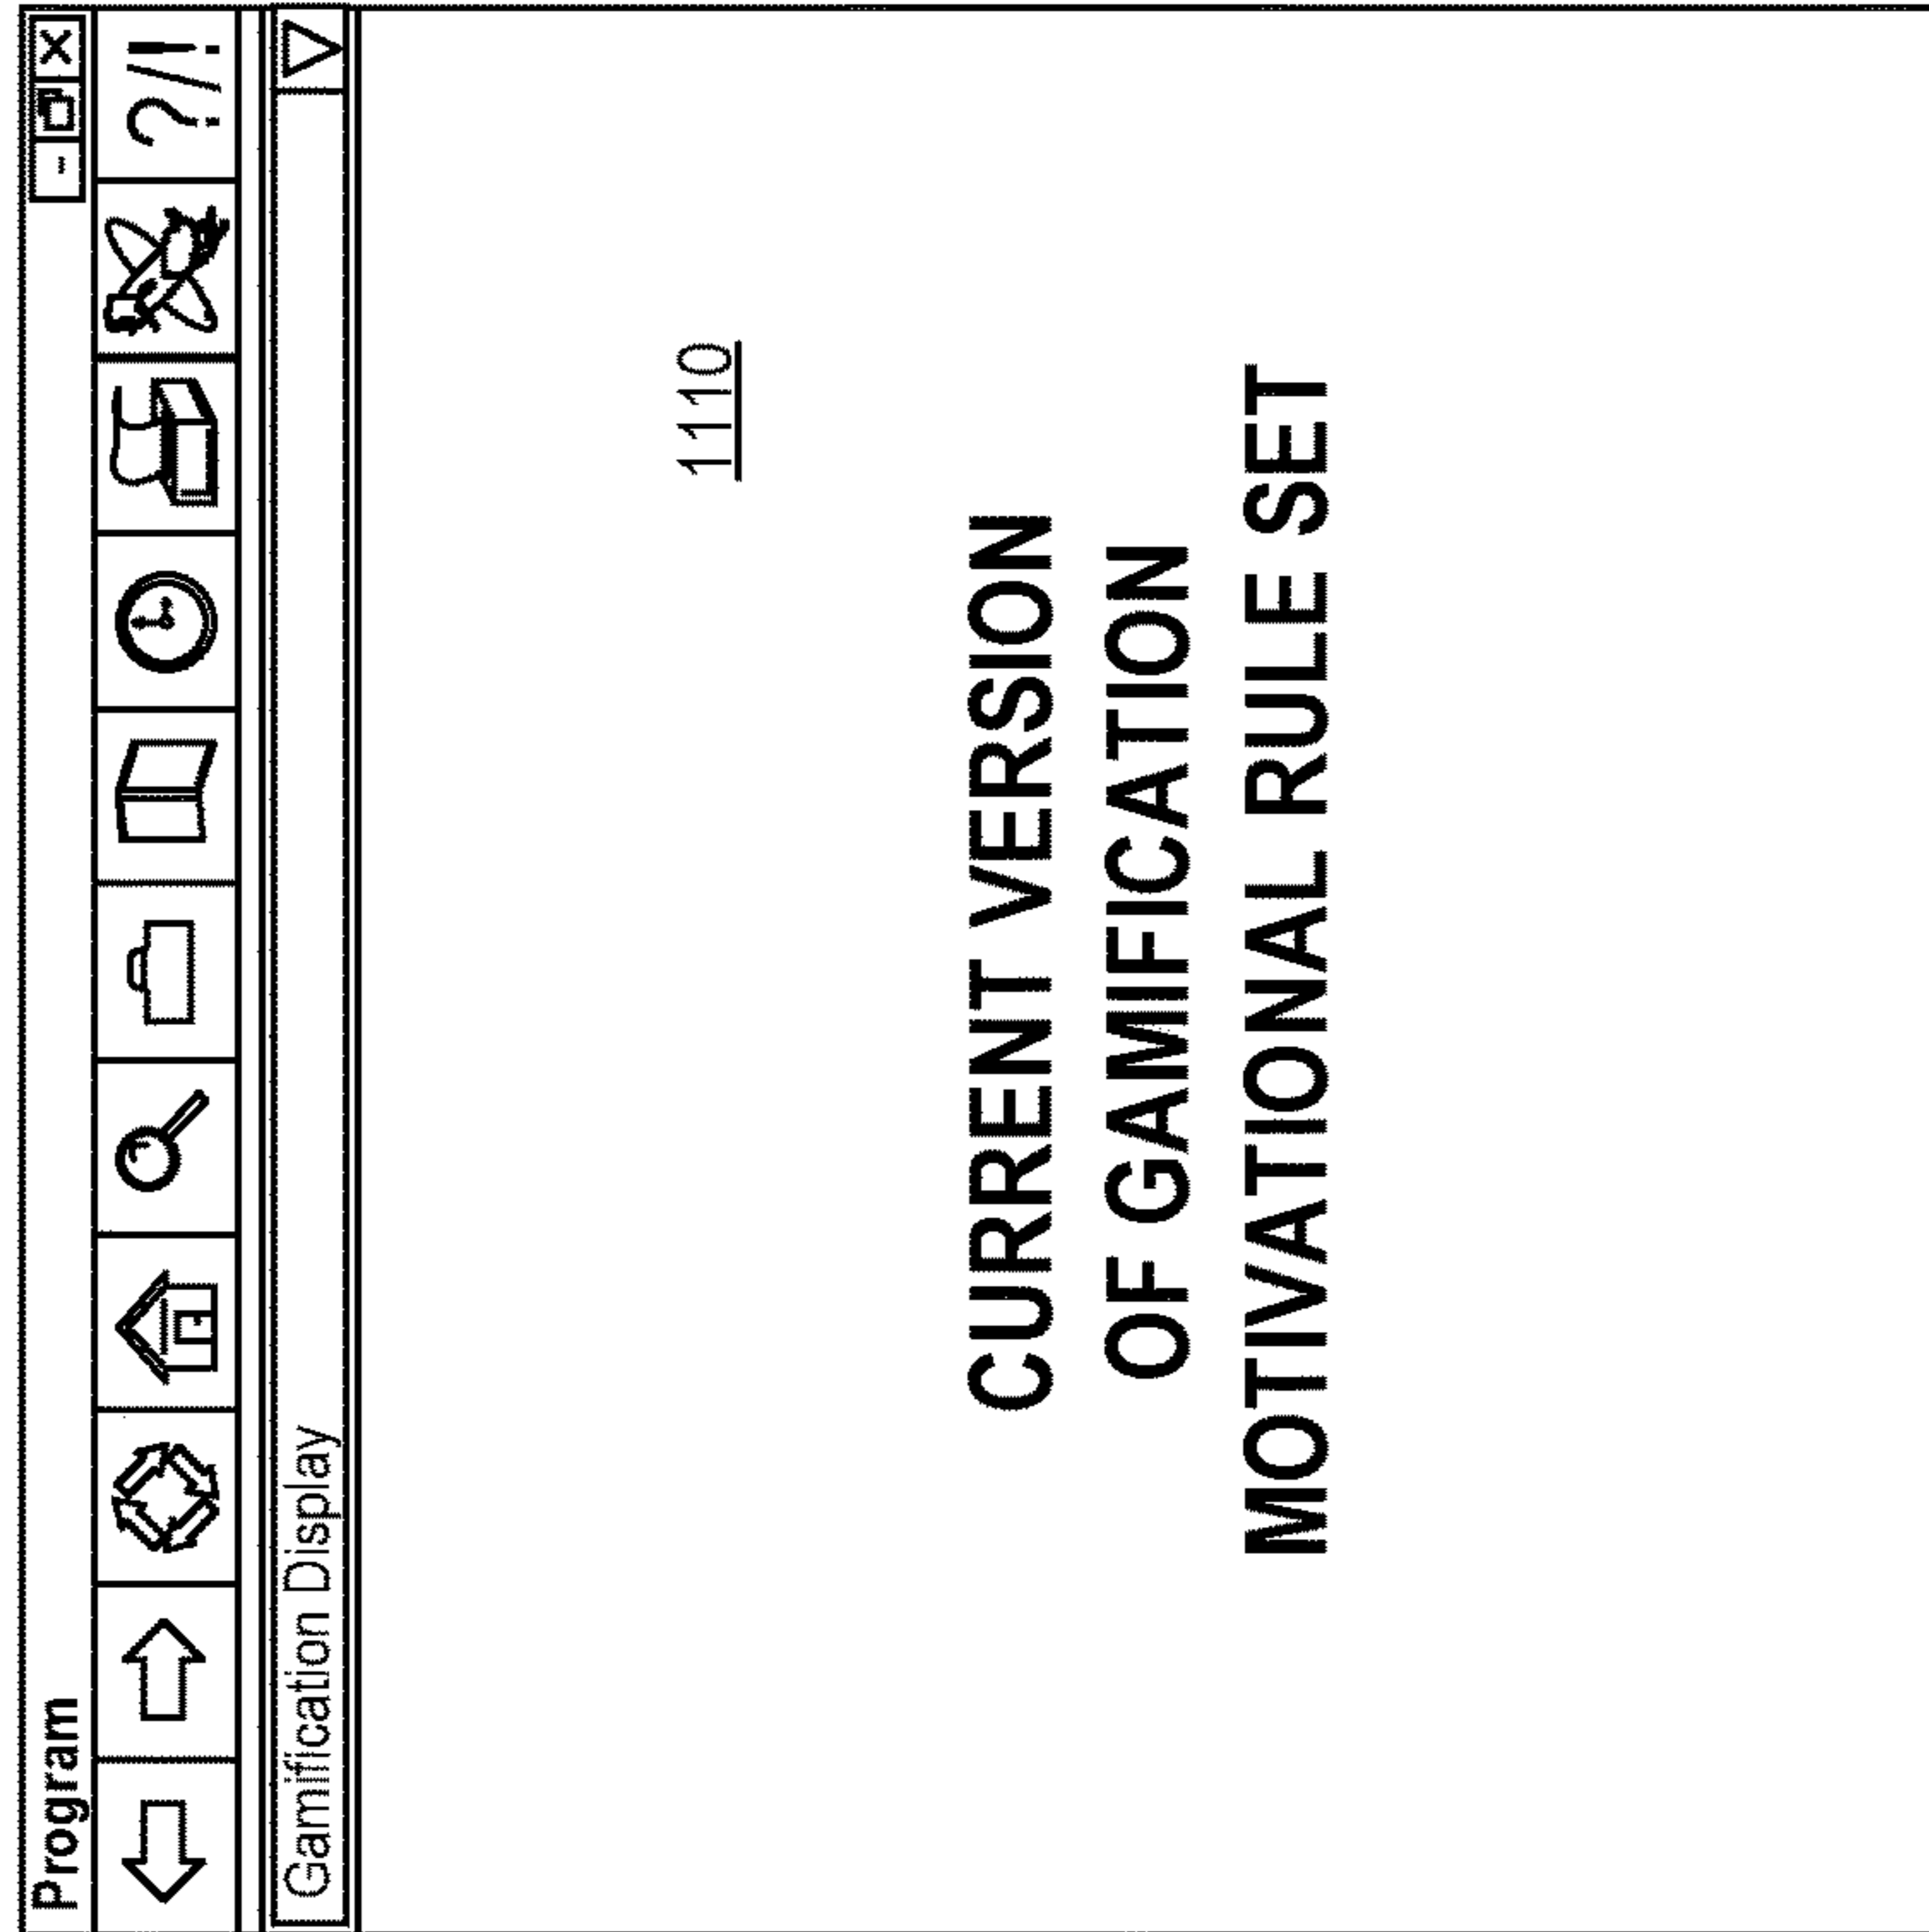 Program
?/!
Gamification Display
1110
CURRENT VERSION
OF GAMIFICATION
MOTIVATIONAL RULE SET